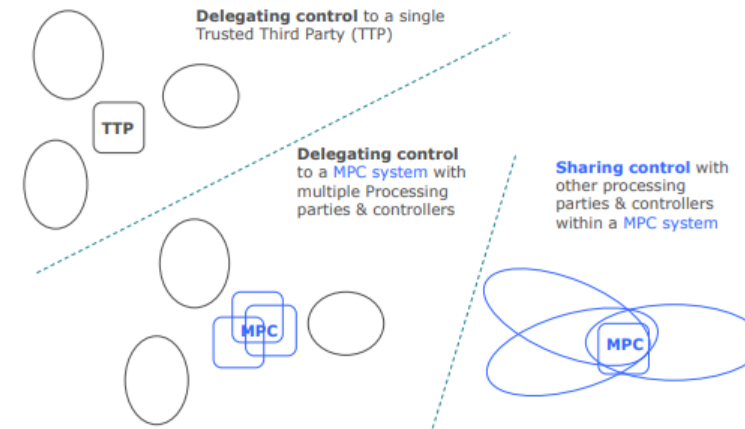 Delegating control to a single
Trusted Third Party (TTP)
TTP
Delegating control
to a MPC system with
multiple Processing
parties & controllers
Sharing control with
other processing
parties & controllers
within a MPC system
MPC
MPC